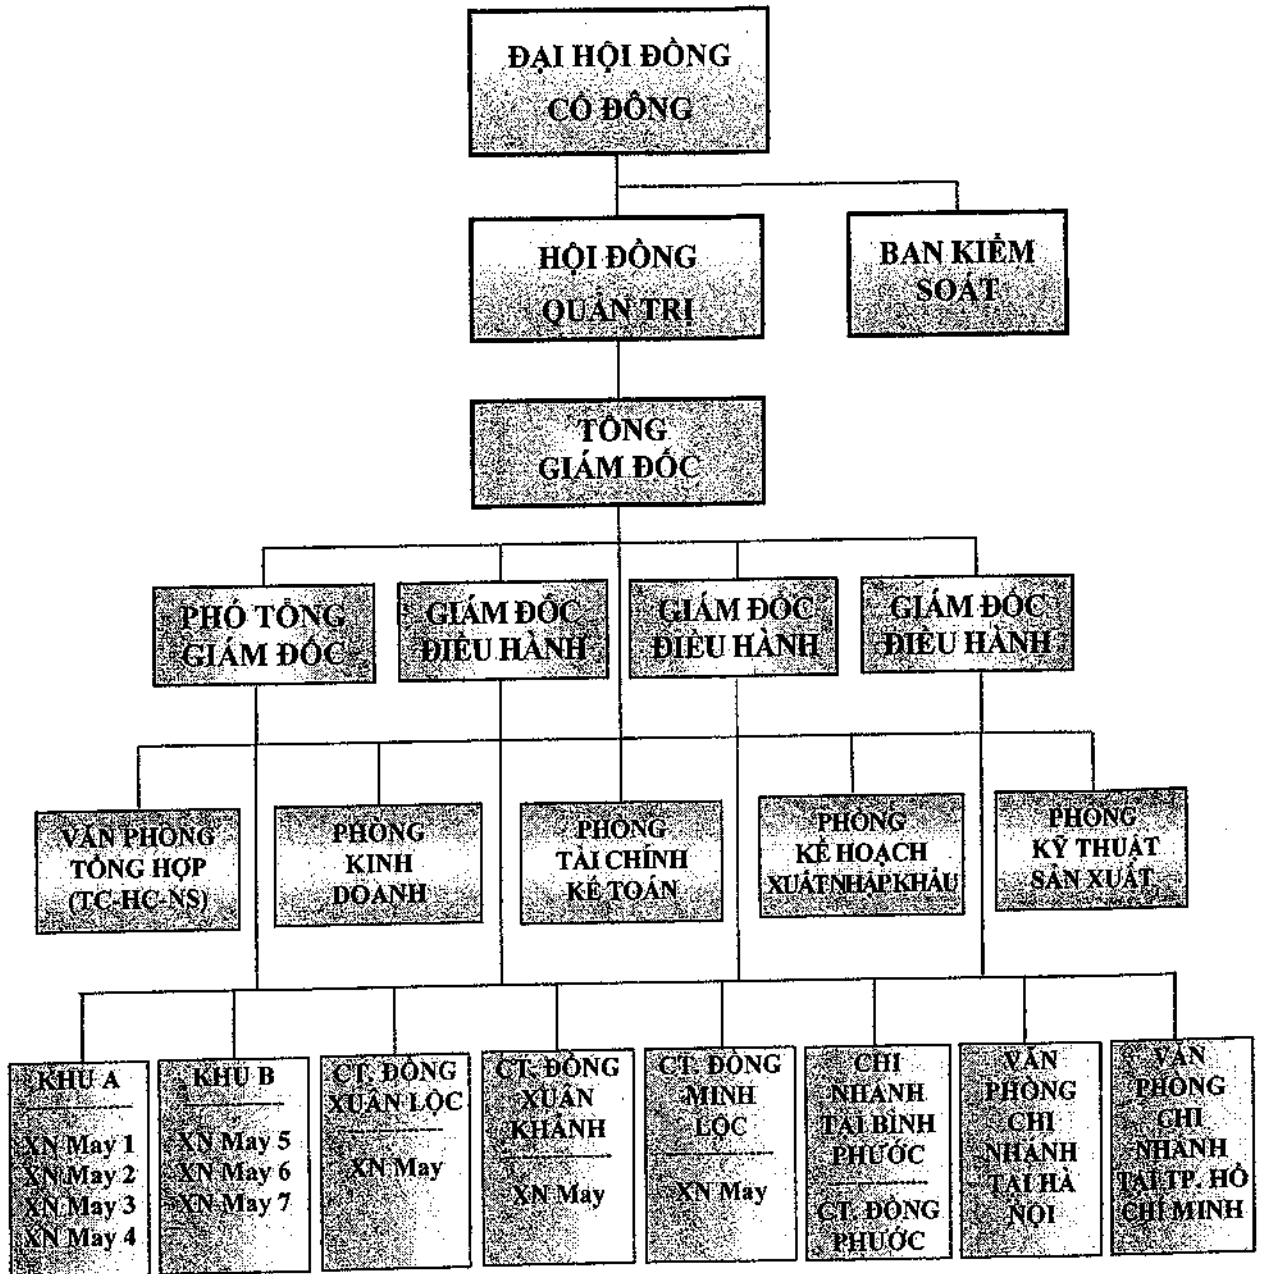 ĐẠI HỘI ĐỒNG
CỔ ĐÔNG
HỘI ĐỒNG
QUẢN TRỊ
BAN KIỂM
SOÁT
TỔNG
GIÁM ĐỐC
PHÓ TỔNG
GIÁM ĐỐC
GIÁM ĐỐC
ĐIỀU HÀNH
GIÁM ĐỐC
ĐIỀU HÀNH
GIÁM ĐỐC
ĐIỀU HÀNH
VĂN PHÒNG
TỔNG HỢP
(TC-HC-NS)
PHÒNG
KINH
DOANH
PHÒNG
TÀI CHÍNH
KẾ TOÁN
PHÒNG
KẾ HOẠCH
XUẤT NHẬP KHẨU
PHÒNG
KỸ THUẬT
SẢN XUẤT
KHU A
XN May 1
XN May 2
XN May 3
XN May 4
KHU B
XN May 5
XN May 6
XN May 7
CT. ĐỒNG
XUÂN LỘC
XN May
CT. ĐỒNG
XUÂN
KHÁNH
XN May
CT. ĐỒNG
MINH
LỘC
XN May
CHI
NHÁNH
TẠI BÌNH
PHƯỚC
CT. ĐỒNG
PHƯỚC
VĂN
PHÒNG
CHI
NHÁNH
TẠI HÀ
NỘI
VĂN
PHÒNG
CHI
NHÁNH
TẠI TP. HỒ
CHÍ MINH